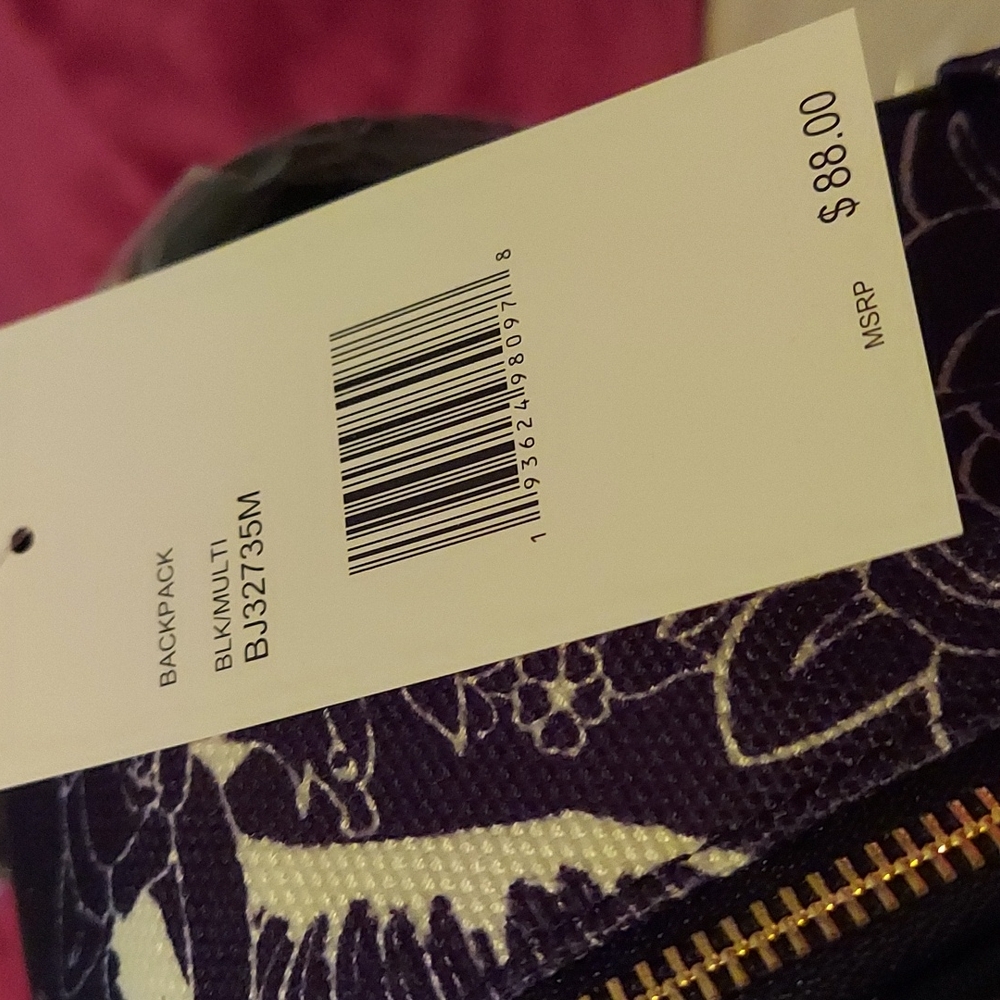 BACKPACK
BLK/MULTI
BJ32735M
1 93624 98097 8
MSRP $ 88.00